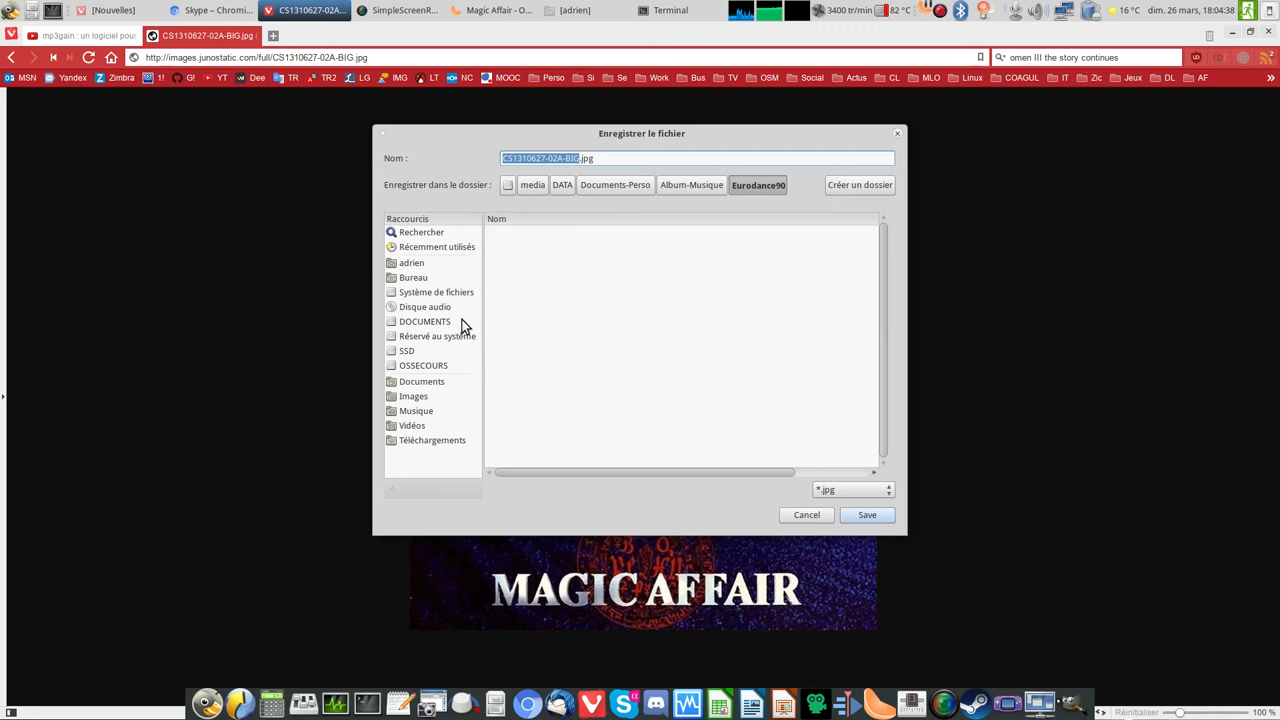 [Nouvelles]
Skype – Chromi...
CS1310627-02A...
SimpleScreenR...
Magic Affair - O...
[adrien]
Terminal
3400 tr/min
82 °C
16 °C
dim. 26 mars, 18:04:38
mp3gain : un logiciel pour
CS1310627-02A-BIG.jpg (
http://images.junostatic.com/full/CS1310627-02A-BIG.jpg
omen III the story continues
MSN Yandex Zimbra 1! G! YT Dee TR TR2 LG IMG LT NC MOOC Perso Si Se Work Bus TV OSM Social Actus CL MLO Linux COAGUL IT Zic Jeux DL AF
Enregistrer le fichier
Nom :
CS1310627-02A-BIG.jpg
Enregistrer dans le dossier :
media
DATA
Documents-Perso
Album-Musique
Eurodance90
Créer un dossier
Raccourcis
Nom
Rechercher
Récemment utilisés
adrien
Bureau
Système de fichiers
Disque audio
DOCUMENTS
Réservé au système
SSD
OSSECOURS
Documents
Images
Musique
Vidéos
Téléchargements
*.jpg
Cancel
Save
MAGIC AFFAIR
Réinitialiser
100 %